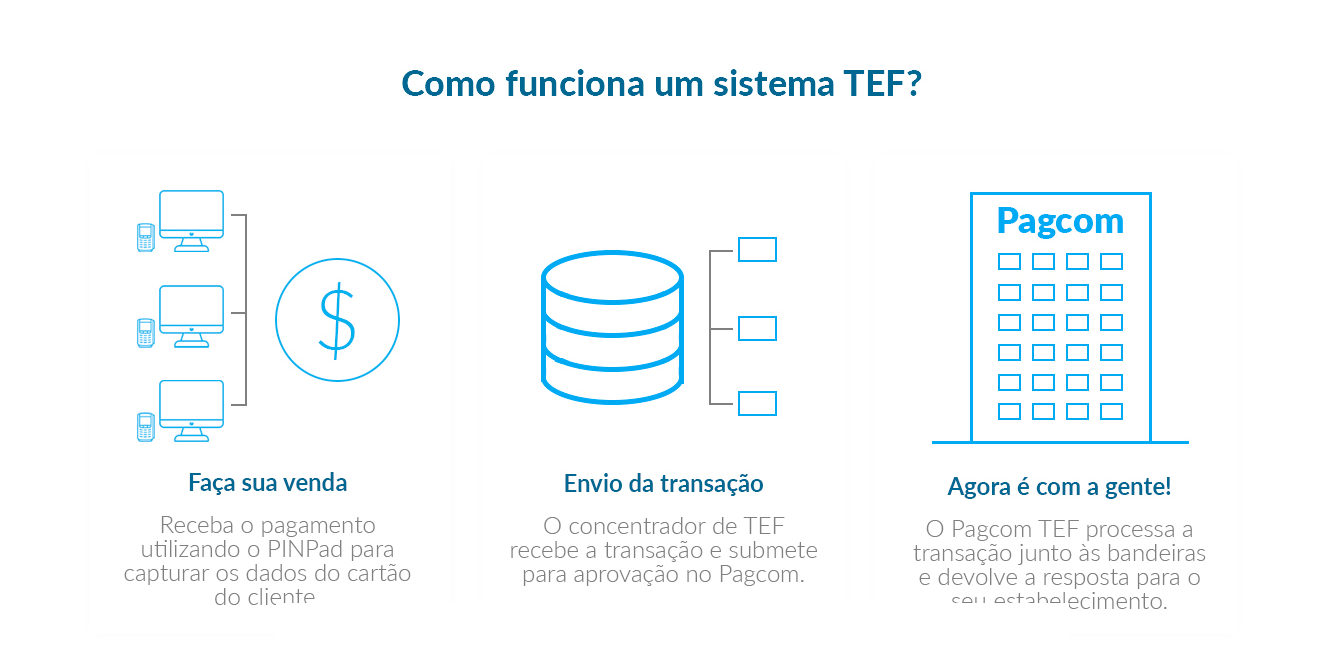 Como funciona um sistema TEF?
Faça sua venda
Receba o pagamento
utilizando o PINPad para
capturar os dados do cartão
do cliente
Envio da transação
O concentrador de TEF
recebe a transação e submete
para aprovação no Pagcom.
Pagcom
Agora é com a gente!
O Pagcom TEF processa a
transação junto às bandeiras
e devolve a resposta para o
seu estabelecimento.